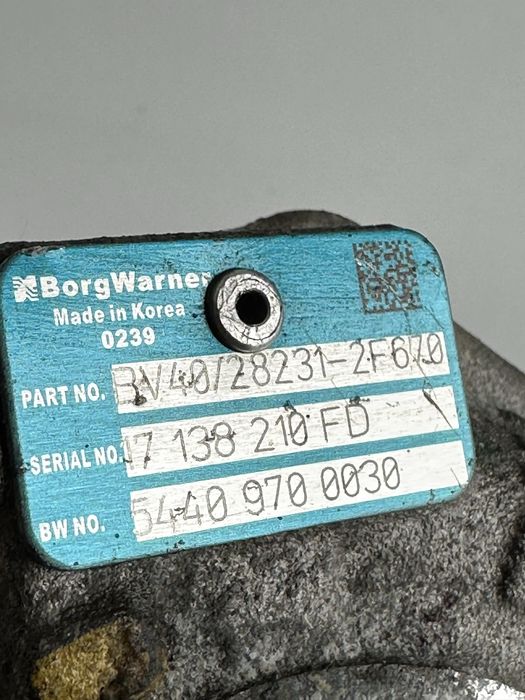 BorgWarner
Made in Korea
0239
PART NO. BV40/28231-2F670
SERIAL NO. 17 138 210 FD
BW NO. 5440 970 0030